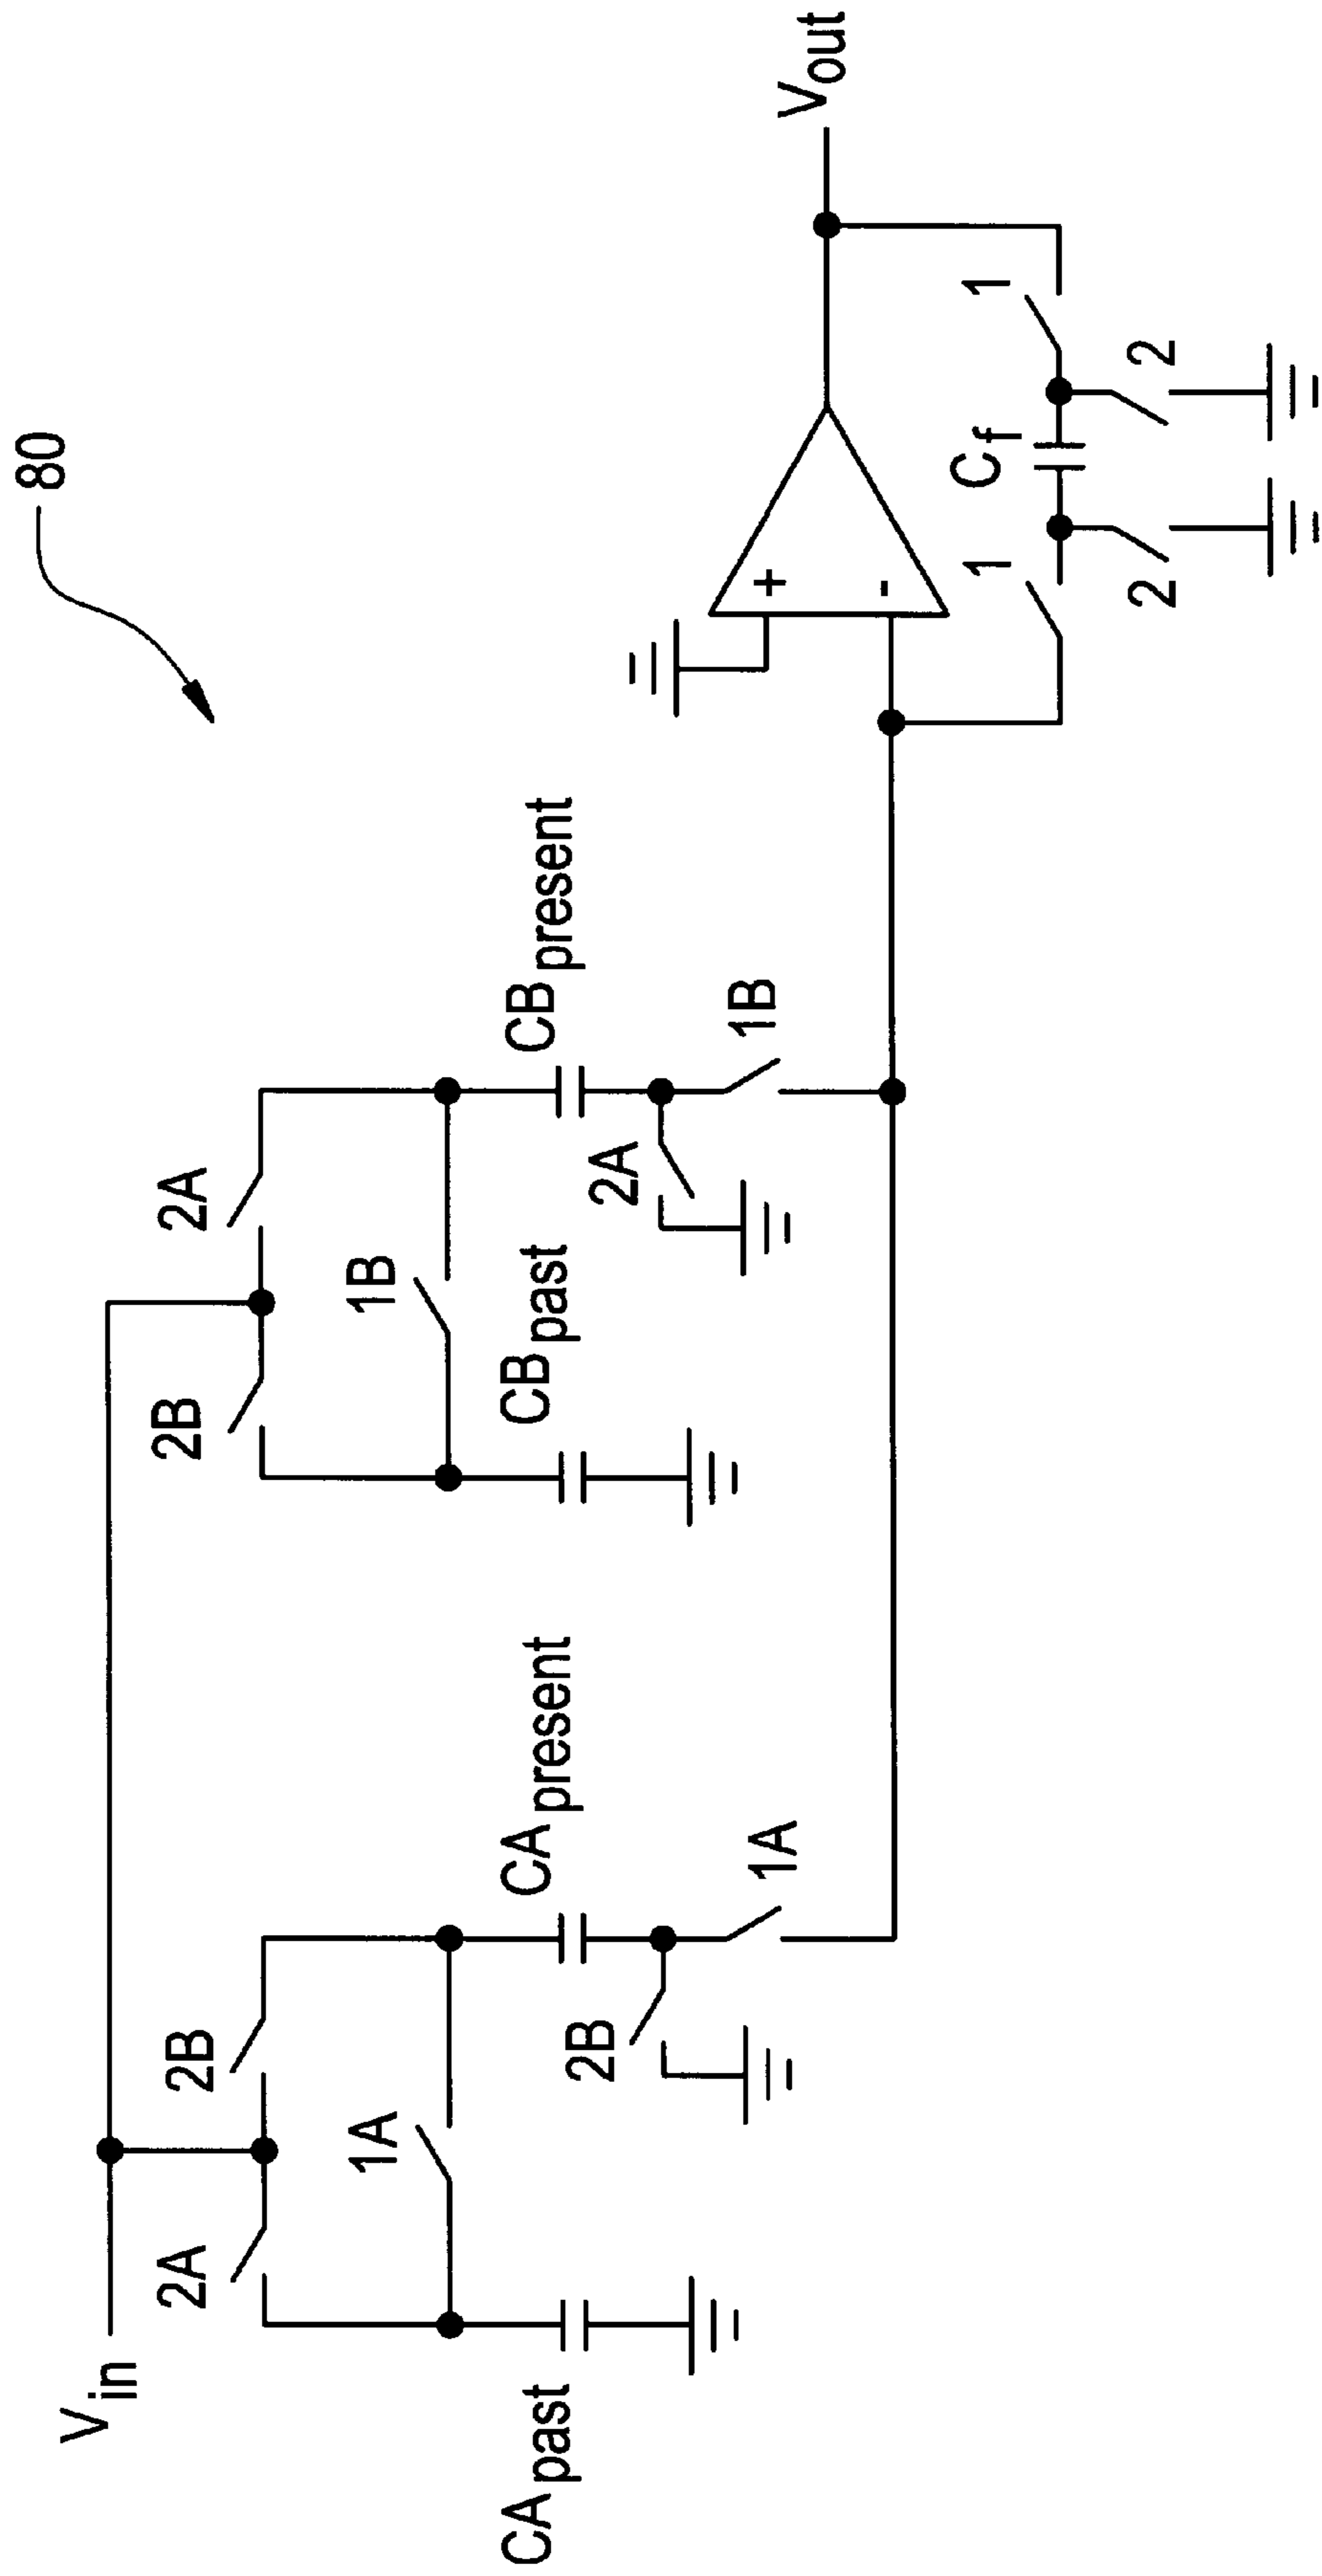 80
Vin
2A
2B
2B
2A
1A
1B
CApast
CApresent
CBpast
CBpresent
2B
1A
2A
1B
+
-
Vout
1
Cf
1
2
2